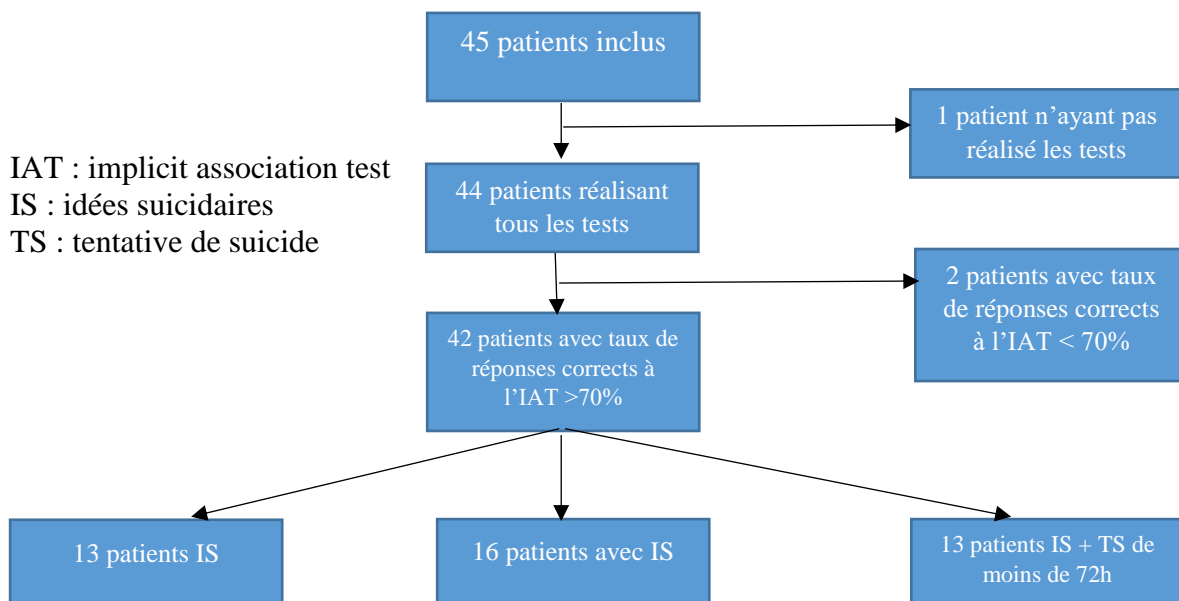 45 patients inclus
1 patient n’ayant pas
réalisé les tests
IAT : implicit association test
IS : idées suicidaires
TS : tentative de suicide
44 patients réalisant
tous les tests
2 patients avec taux
de réponses corrects
à l’IAT < 70%
42 patients avec taux de
réponses corrects à
l’IAT >70%
13 patients IS
16 patients avec IS
13 patients IS + TS de
moins de 72h